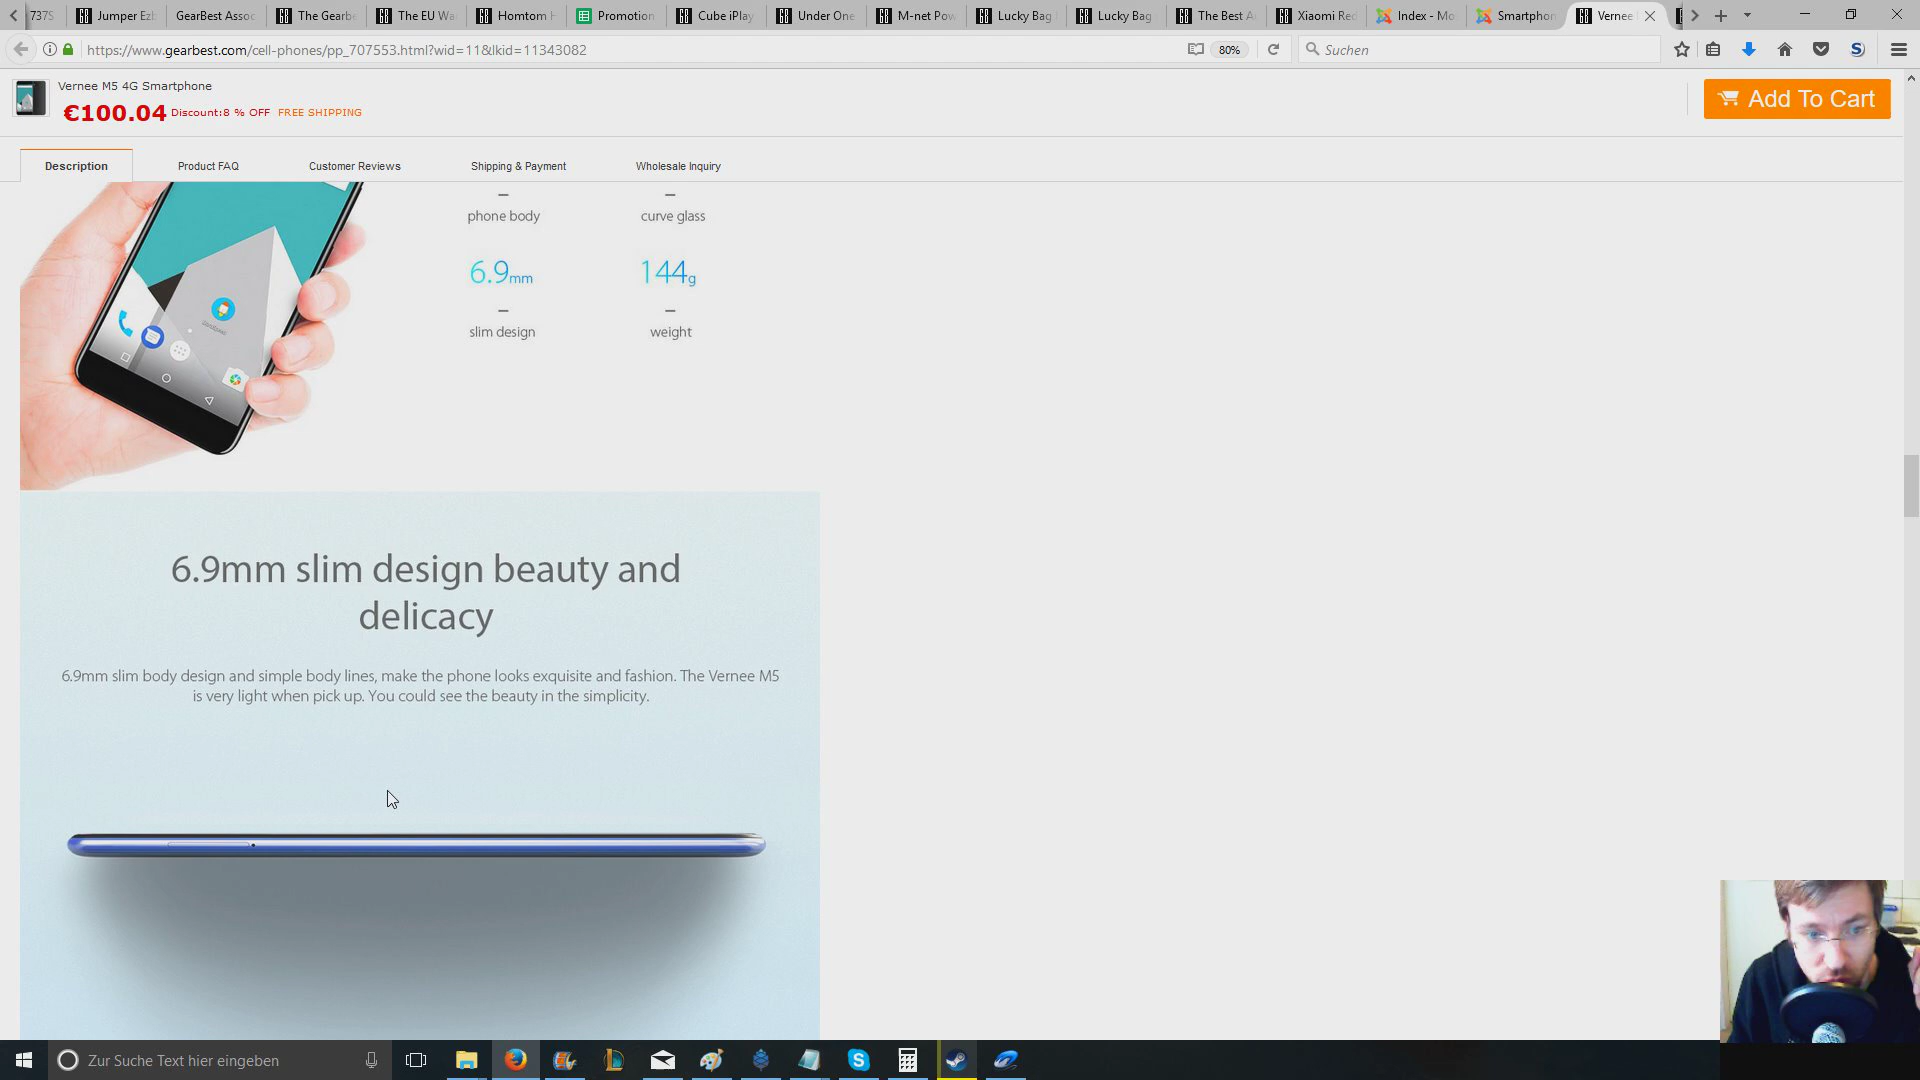 737S
Jumper Ezb
GearBest Assoc
The Gearbe
The EU Wa
Homtom H
Promotion
Cube iPlay
Under One
M-net Pow
Lucky Bag
Lucky Bag
The Best A
Xiaomi Red
Index - Mo
Smartphon
Vernee
https://www.gearbest.com/cell-phones/pp_707553.html?wid=11&lkid=11343082
80%
Suchen
Vernee M5 4G Smartphone
€100.04 Discount:8 % OFF FREE SHIPPING
Add To Cart
Description
Product FAQ
Customer Reviews
Shipping & Payment
Wholesale Inquiry
phone body
curve glass
6.9mm
144g
slim design
weight
6.9mm slim design beauty and
delicacy
6.9mm slim body design and simple body lines, make the phone looks exquisite and fashion. The Vernee M5
is very light when pick up. You could see the beauty in the simplicity.
Zur Suche Text hier eingeben